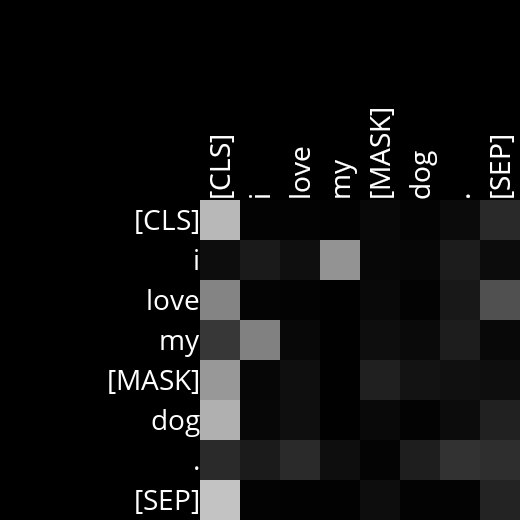 [CLS] i love my [MASK] dog . [SEP]
[CLS]
i
love
my
[MASK]
dog
.
[SEP]